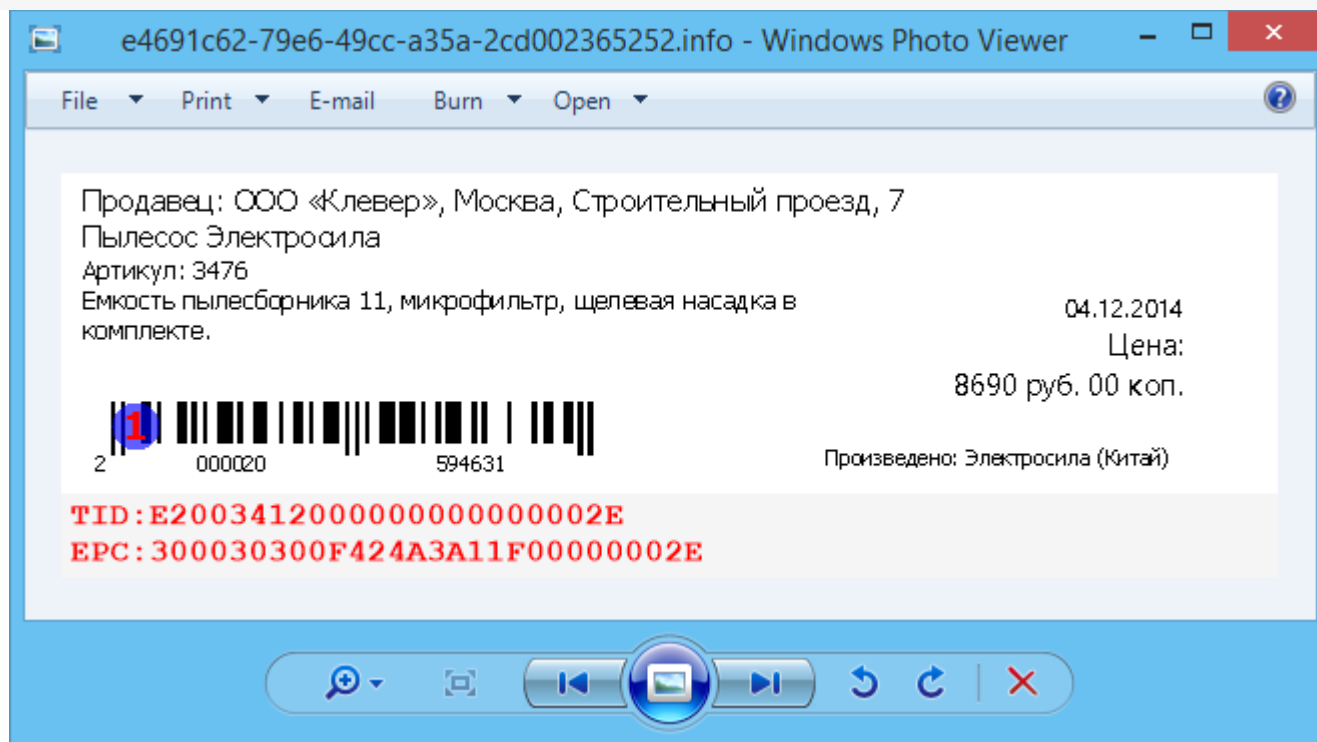 e4691c62-79e6-49cc-a35a-2cd002365252.info - Windows Photo Viewer
File Print E-mail Burn Open
Продавец: ООО «Клевер», Москва, Строительный проезд, 7
Пылесос Электросила
Артикул: 3476
Емкость пылесборника 11, микрофильтр, щелевая насадка в
комплекте.
04.12.2014
Цена:
8690 руб. 00 коп.
1
2 000020 594631
Произведено: Электросила (Китай)
TID:E2003412000000000000002E
EPC:300030300F424A3A11F00000002E